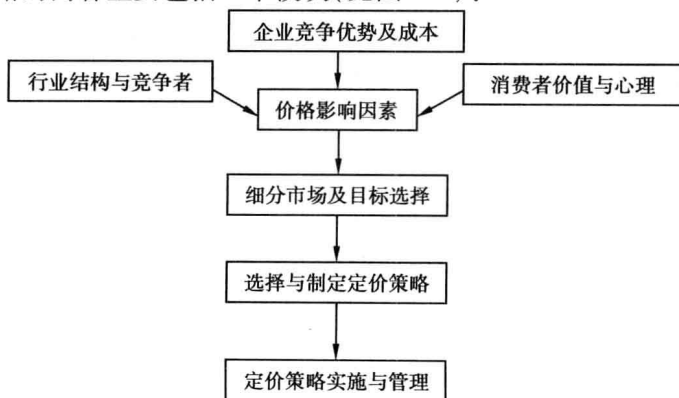 企业竞争优势及成本
行业结构与竞争者
消费者价值与心理
价格影响因素
细分市场及目标选择
选择与制定定价策略
定价策略实施与管理